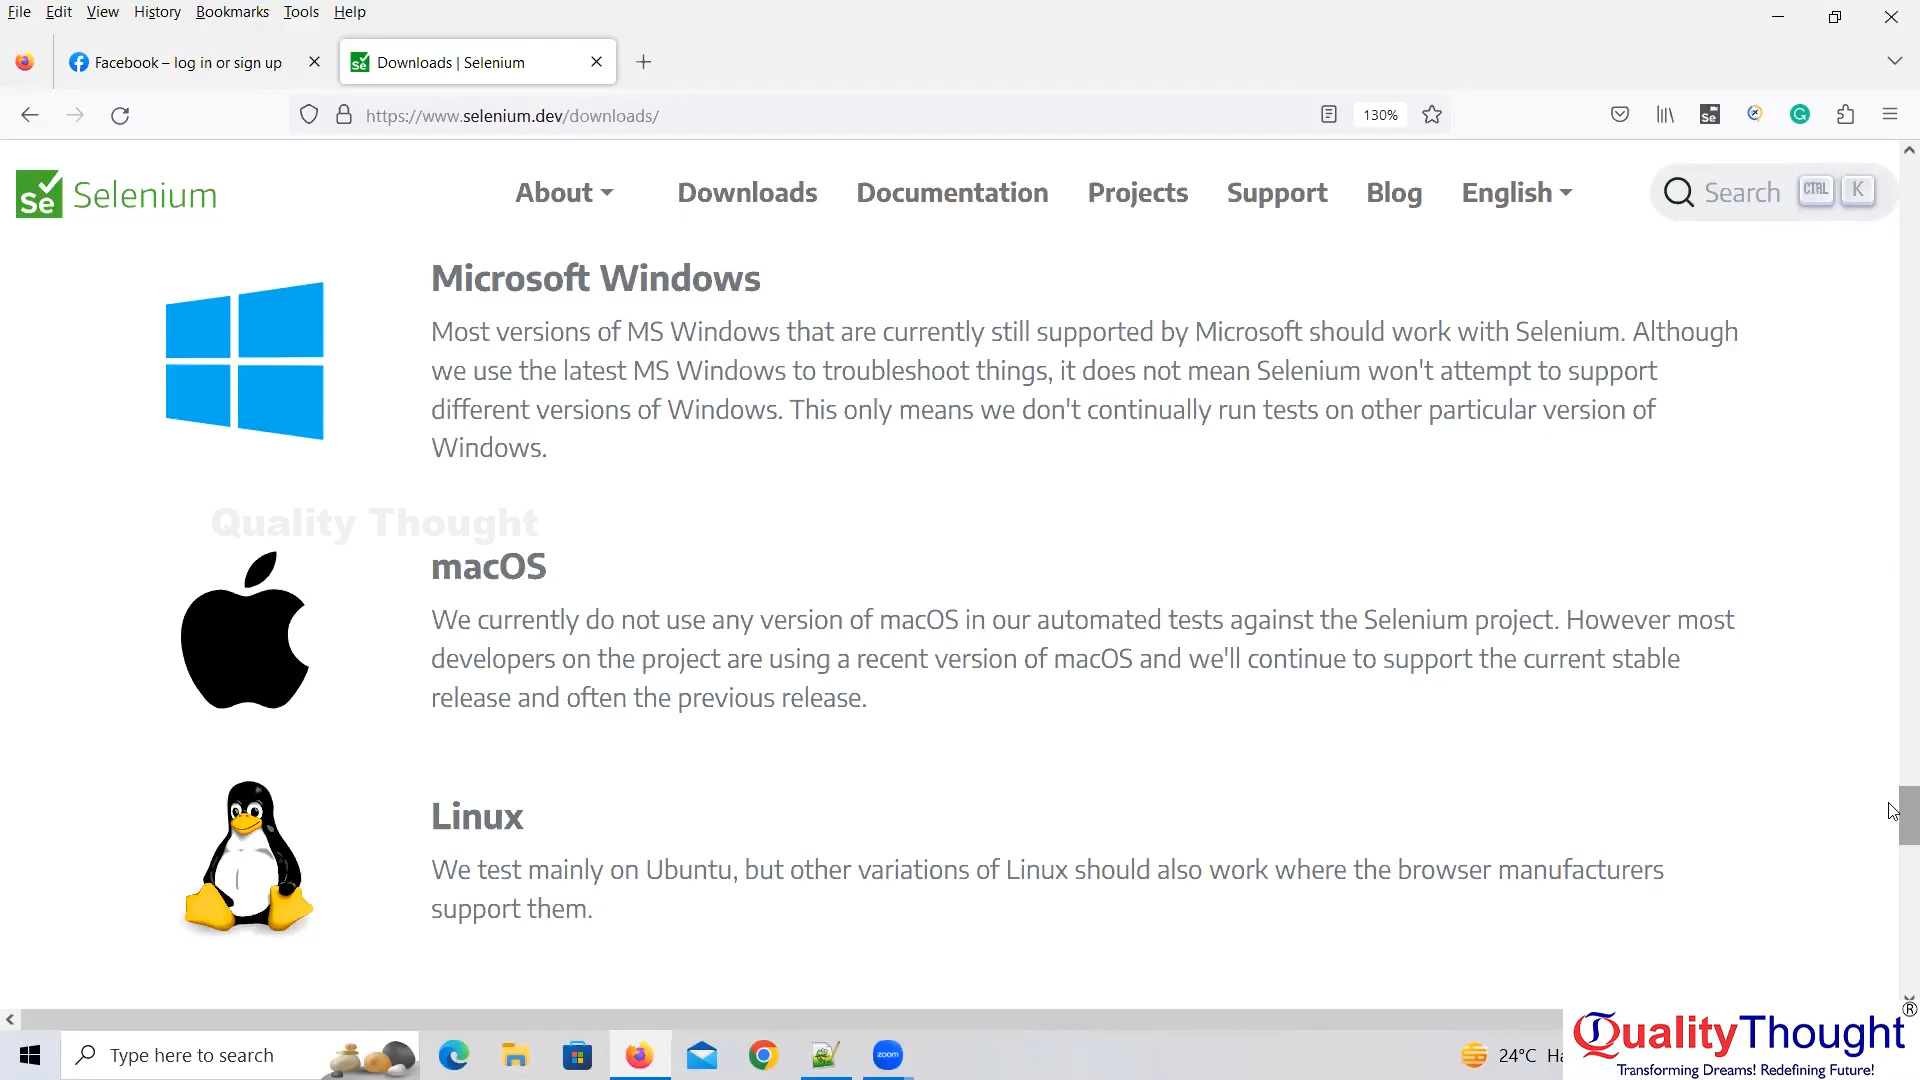 File Edit View History Bookmarks Tools Help
Facebook – log in or sign up
Downloads | Selenium
https://www.selenium.dev/downloads/
130%
Se
Selenium
About
Downloads
Documentation
Projects
Support
Blog
English
Search CTRL K
Microsoft Windows
Most versions of MS Windows that are currently still supported by Microsoft should work with Selenium. Although
we use the latest MS Windows to troubleshoot things, it does not mean Selenium won't attempt to support
different versions of Windows. This only means we don't continually run tests on other particular version of
Windows.
Quality Thought
macOS
We currently do not use any version of macOS in our automated tests against the Selenium project. However most
developers on the project are using a recent version of macOS and we'll continue to support the current stable
release and often the previous release.
Linux
We test mainly on Ubuntu, but other variations of Linux should also work where the browser manufacturers
support them.
Type here to search
zoom
24°C
QualityThought®
Transforming Dreams! Redefining Future!